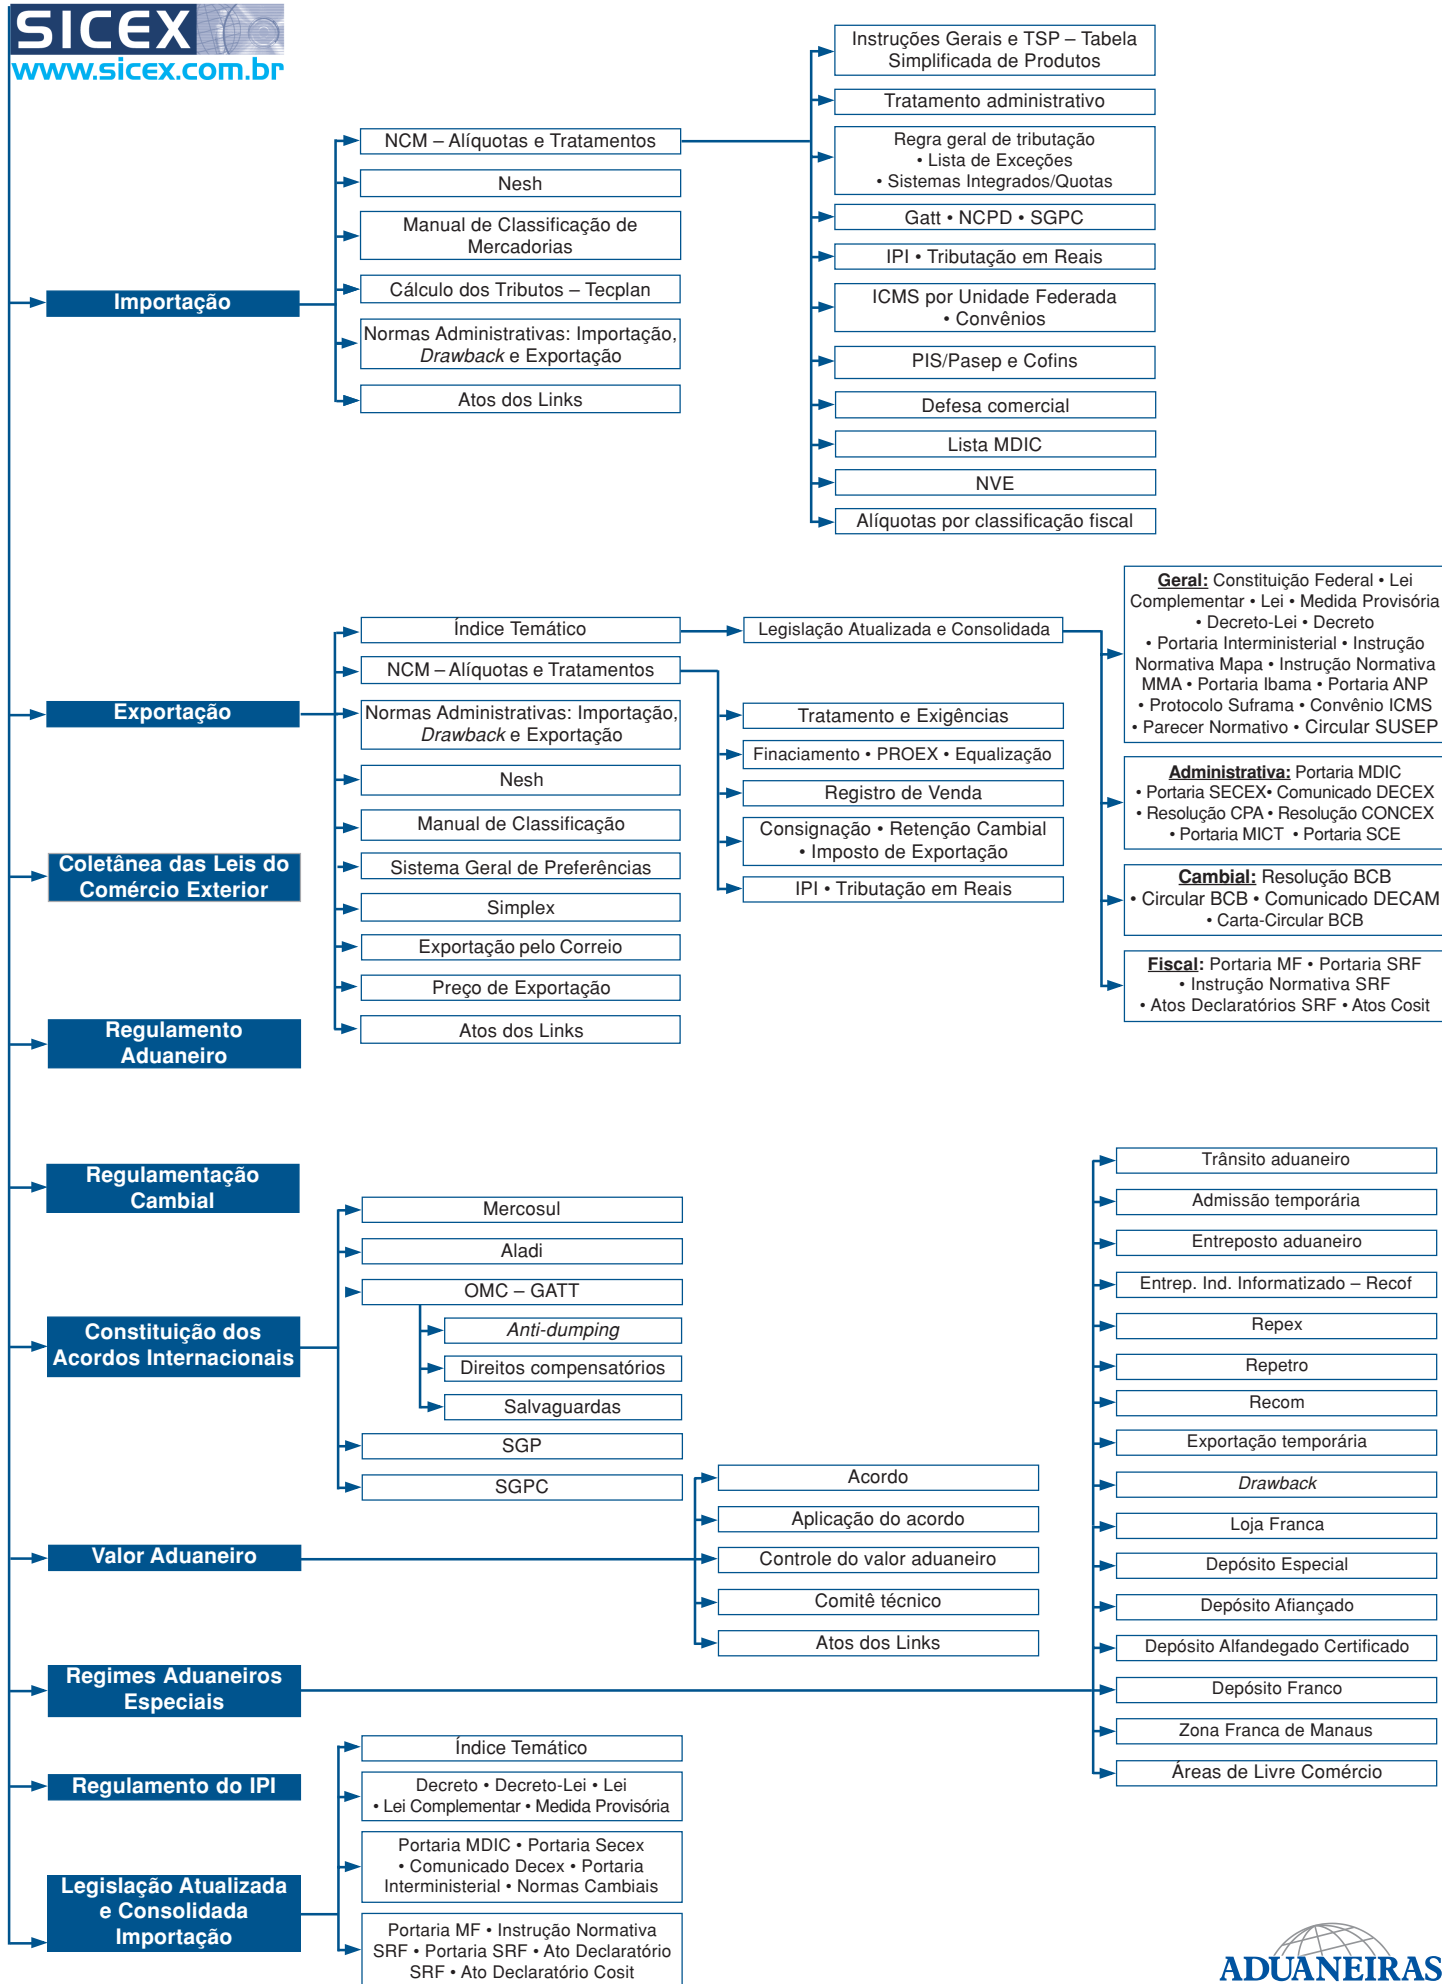 SICEX
www.sicex.com.br
Importação
NCM – Alíquotas e Tratamentos
Nesh
Manual de Classificação de
Mercadorias
Cálculo dos Tributos – Tecplan
Normas Administrativas: Importação,
Drawback e Exportação
Atos dos Links
Instruções Gerais e TSP – Tabela
Simplificada de Produtos
Tratamento administrativo
Regra geral de tributação
• Lista de Exceções
• Sistemas Integrados/Quotas
Gatt • NCPD • SGPC
IPI • Tributação em Reais
ICMS por Unidade Federada
• Convênios
PIS/Pasep e Cofins
Defesa comercial
Lista MDIC
NVE
Alíquotas por classificação fiscal
Exportação
Índice Temático
NCM – Alíquotas e Tratamentos
Normas Administrativas: Importação,
Drawback e Exportação
Nesh
Manual de Classificação
Sistema Geral de Preferências
Simplex
Exportação pelo Correio
Preço de Exportação
Atos dos Links
Legislação Atualizada e Consolidada
Tratamento e Exigências
Finaciamento • PROEX • Equalização
Registro de Venda
Consignação • Retenção Cambial
• Imposto de Exportação
IPI • Tributação em Reais
Geral: Constituição Federal • Lei
Complementar • Lei • Medida Provisória
• Decreto-Lei • Decreto
• Portaria Interministerial • Instrução
Normativa Mapa • Instrução Normativa
MMA • Portaria Ibama • Portaria ANP
• Protocolo Suframa • Convênio ICMS
• Parecer Normativo • Circular SUSEP
Administrativa: Portaria MDIC
• Portaria SECEX• Comunicado DECEX
• Resolução CPA • Resolução CONCEX
• Portaria MICT • Portaria SCE
Cambial: Resolução BCB
• Circular BCB • Comunicado DECAM
• Carta-Circular BCB
Fiscal: Portaria MF • Portaria SRF
• Instrução Normativa SRF
• Atos Declaratórios SRF • Atos Cosit
Coletânea das Leis do
Comércio Exterior
Regulamento
Aduaneiro
Regulamentação
Cambial
Constituição dos
Acordos Internacionais
Mercosul
Aladi
OMC – GATT
Anti-dumping
Direitos compensatórios
Salvaguardas
SGP
SGPC
Valor Aduaneiro
Acordo
Aplicação do acordo
Controle do valor aduaneiro
Comitê técnico
Atos dos Links
Regimes Aduaneiros
Especiais
Trânsito aduaneiro
Admissão temporária
Entreposto aduaneiro
Entrep. Ind. Informatizado – Recof
Repex
Repetro
Recom
Exportação temporária
Drawback
Loja Franca
Depósito Especial
Depósito Afiançado
Depósito Alfandegado Certificado
Depósito Franco
Zona Franca de Manaus
Áreas de Livre Comércio
Regulamento do IPI
Legislação Atualizada
e Consolidada
Importação
Índice Temático
Decreto • Decreto-Lei • Lei
• Lei Complementar • Medida Provisória
Portaria MDIC • Portaria Secex
• Comunicado Decex • Portaria
Interministerial • Normas Cambiais
Portaria MF • Instrução Normativa
SRF • Portaria SRF • Ato Declaratório
SRF • Ato Declaratório Cosit
ADUANEIRAS